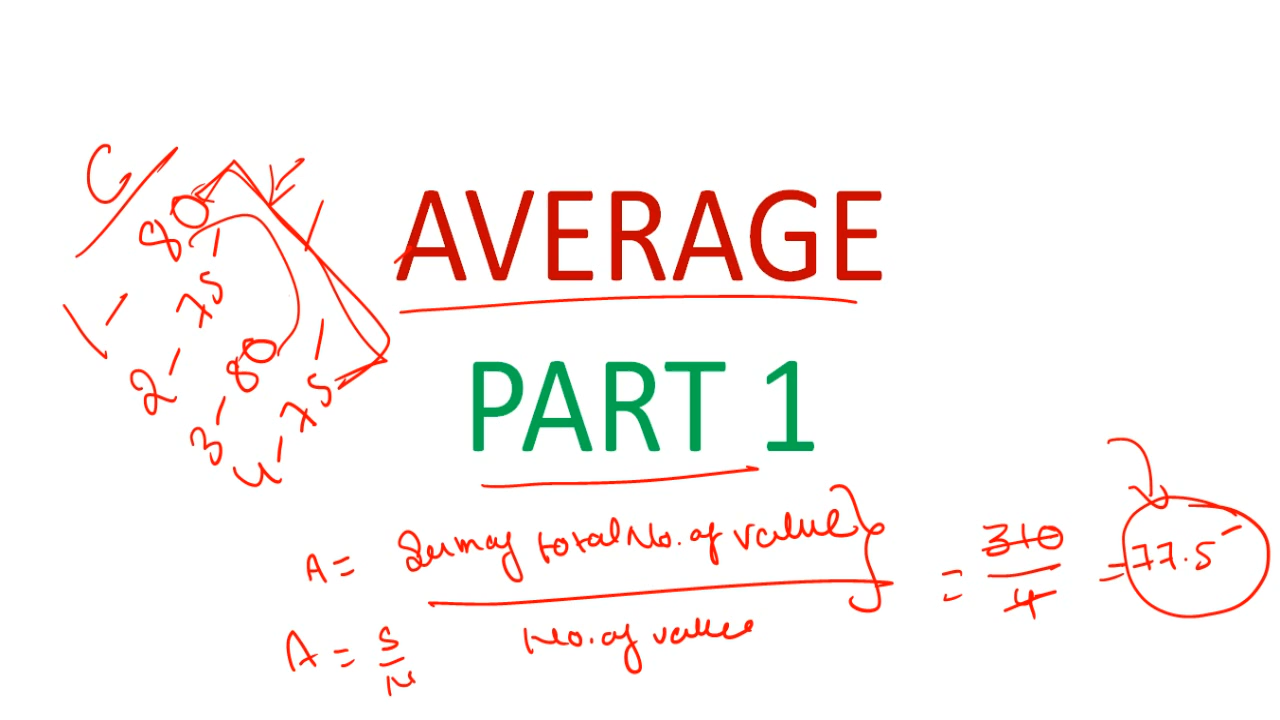 C
1 - 80
2 - 75
3 - 80
4 - 75
AVERAGE
PART 1
A = Sum of total No. of value / No. of value = 310 / 4 = 77.5
A = S / N